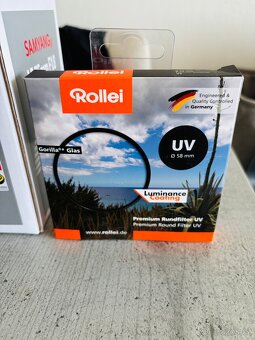 SAMYANG
Rollei
Engineered &
Quality Controlled
in Germany
UV
Ø 58 mm
Gorilla** Glas
Luminance
Coating
Premium Rundfilter UV
Premium Round Filter UV
www.rollei.de